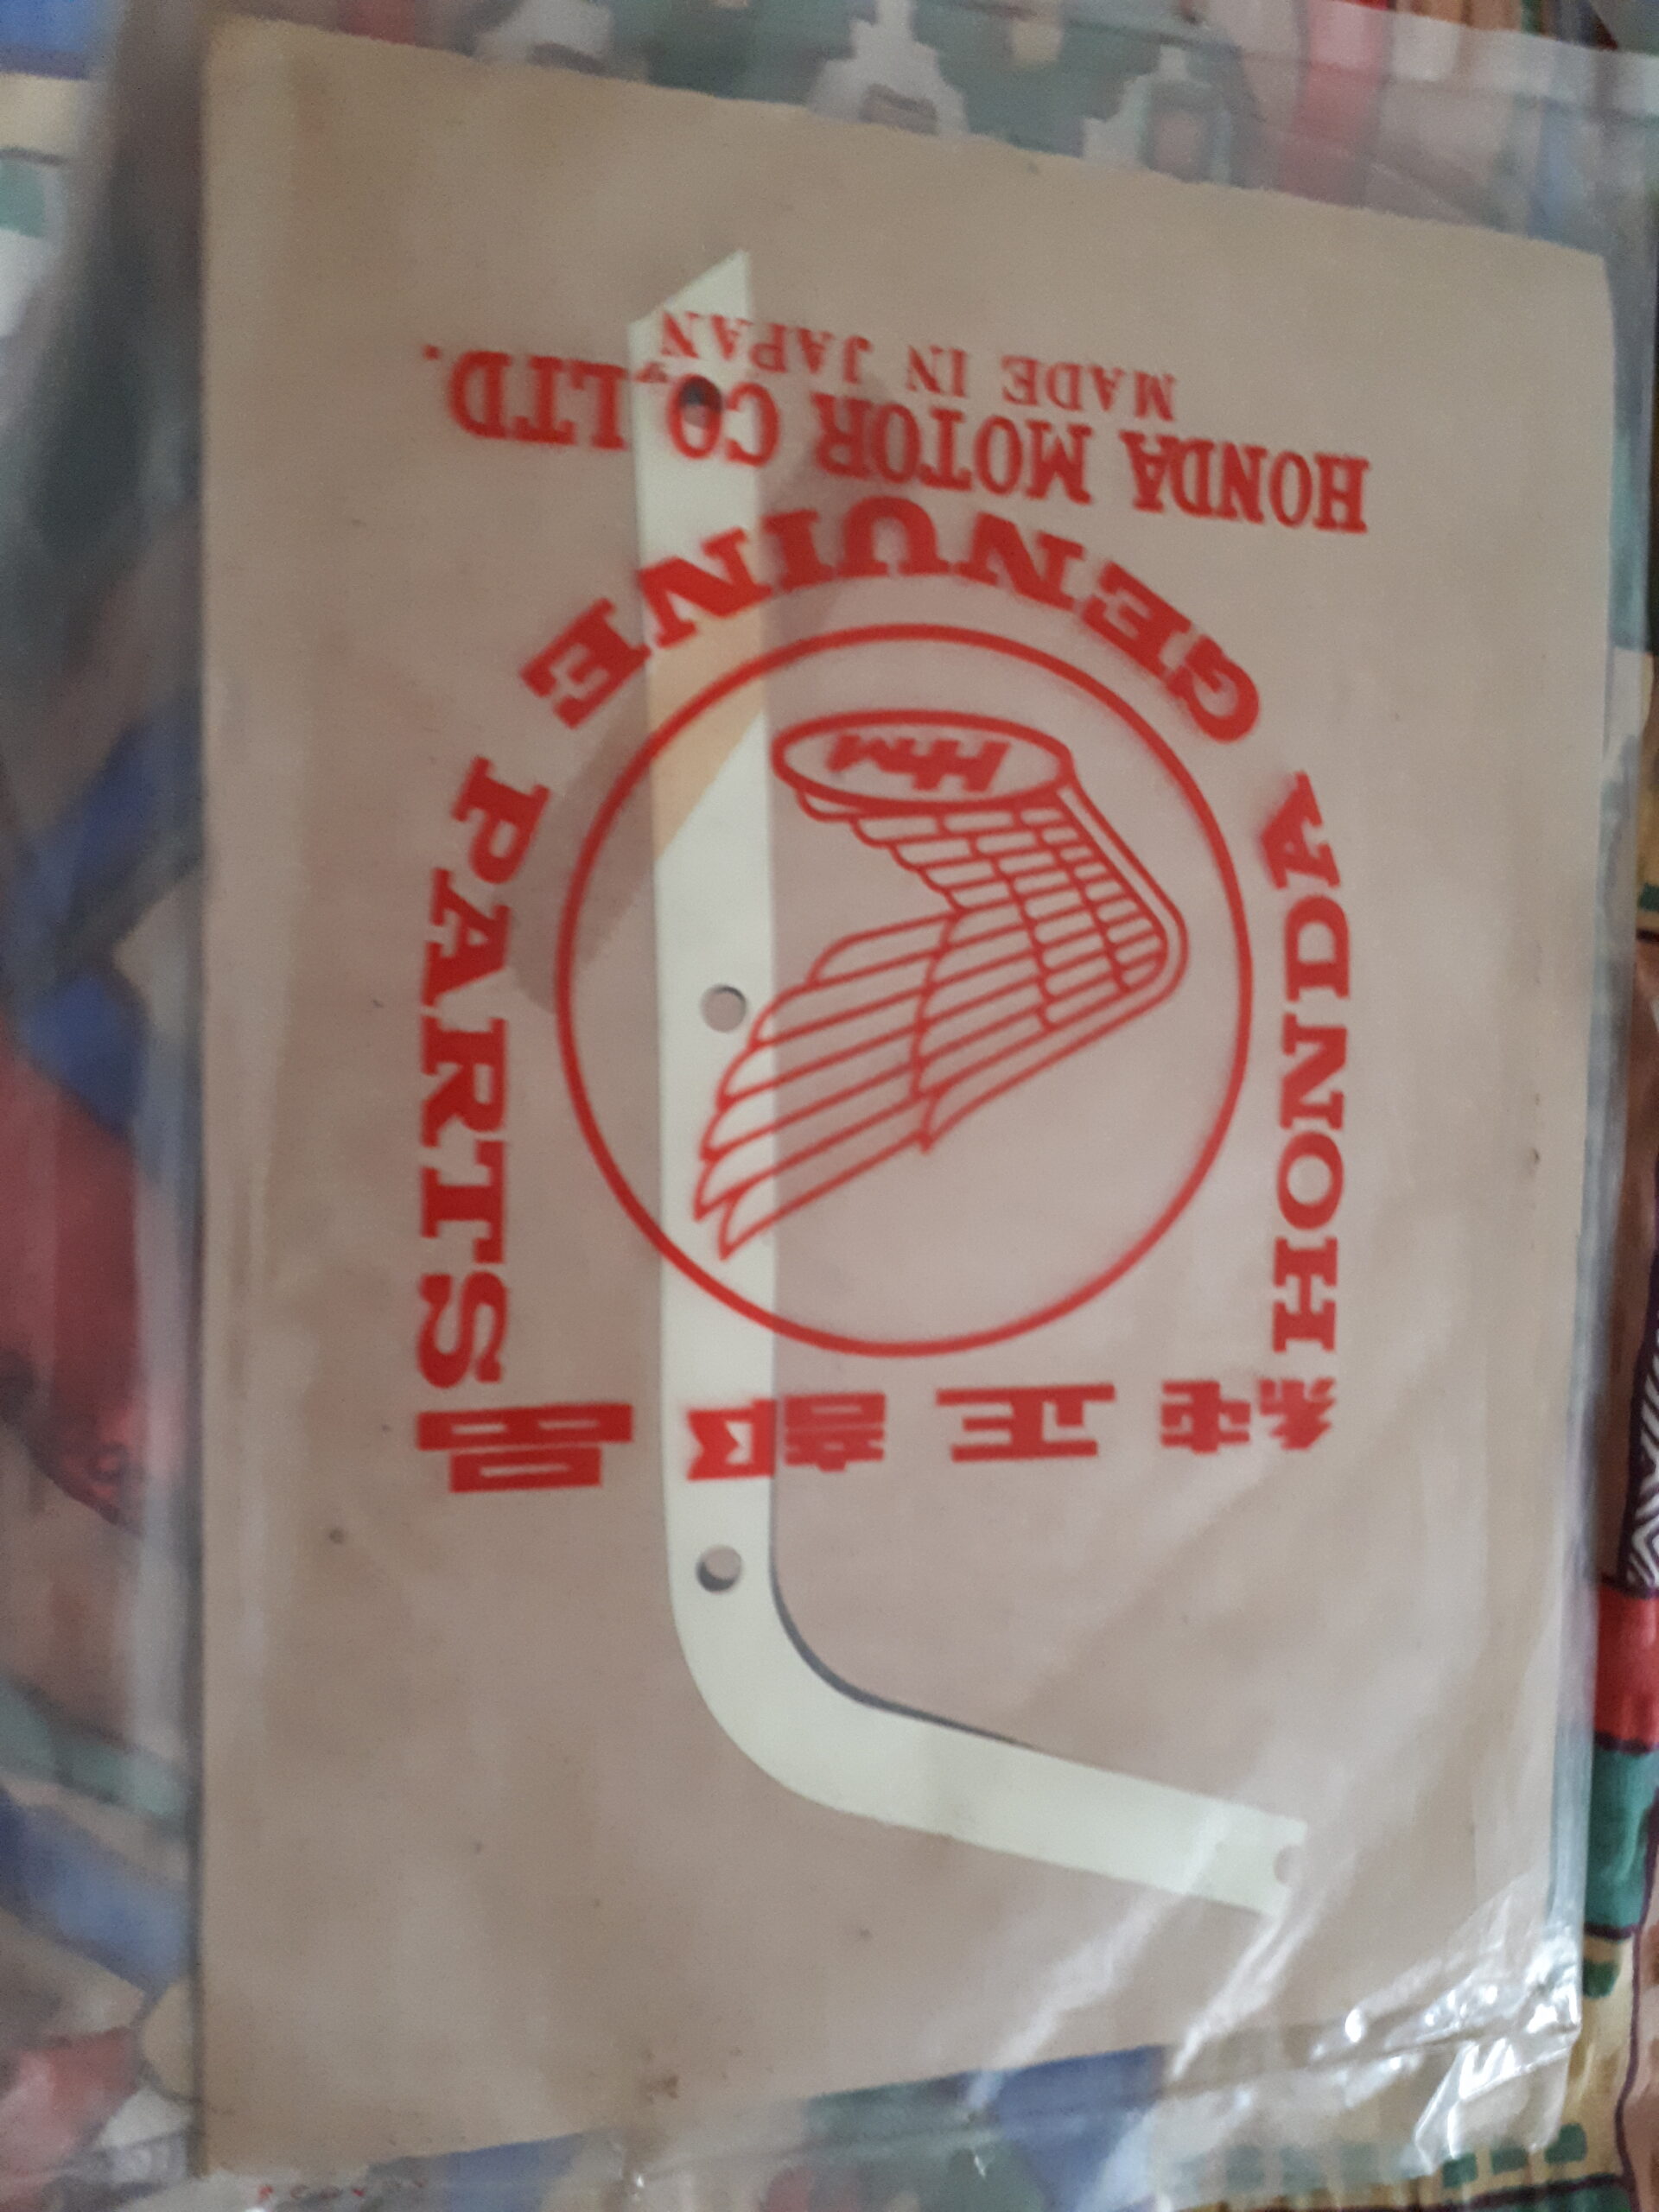 純正部品
HONDA GENUINE PARTS
HM
HONDA MOTOR CO.,LTD.
MADE IN JAPAN